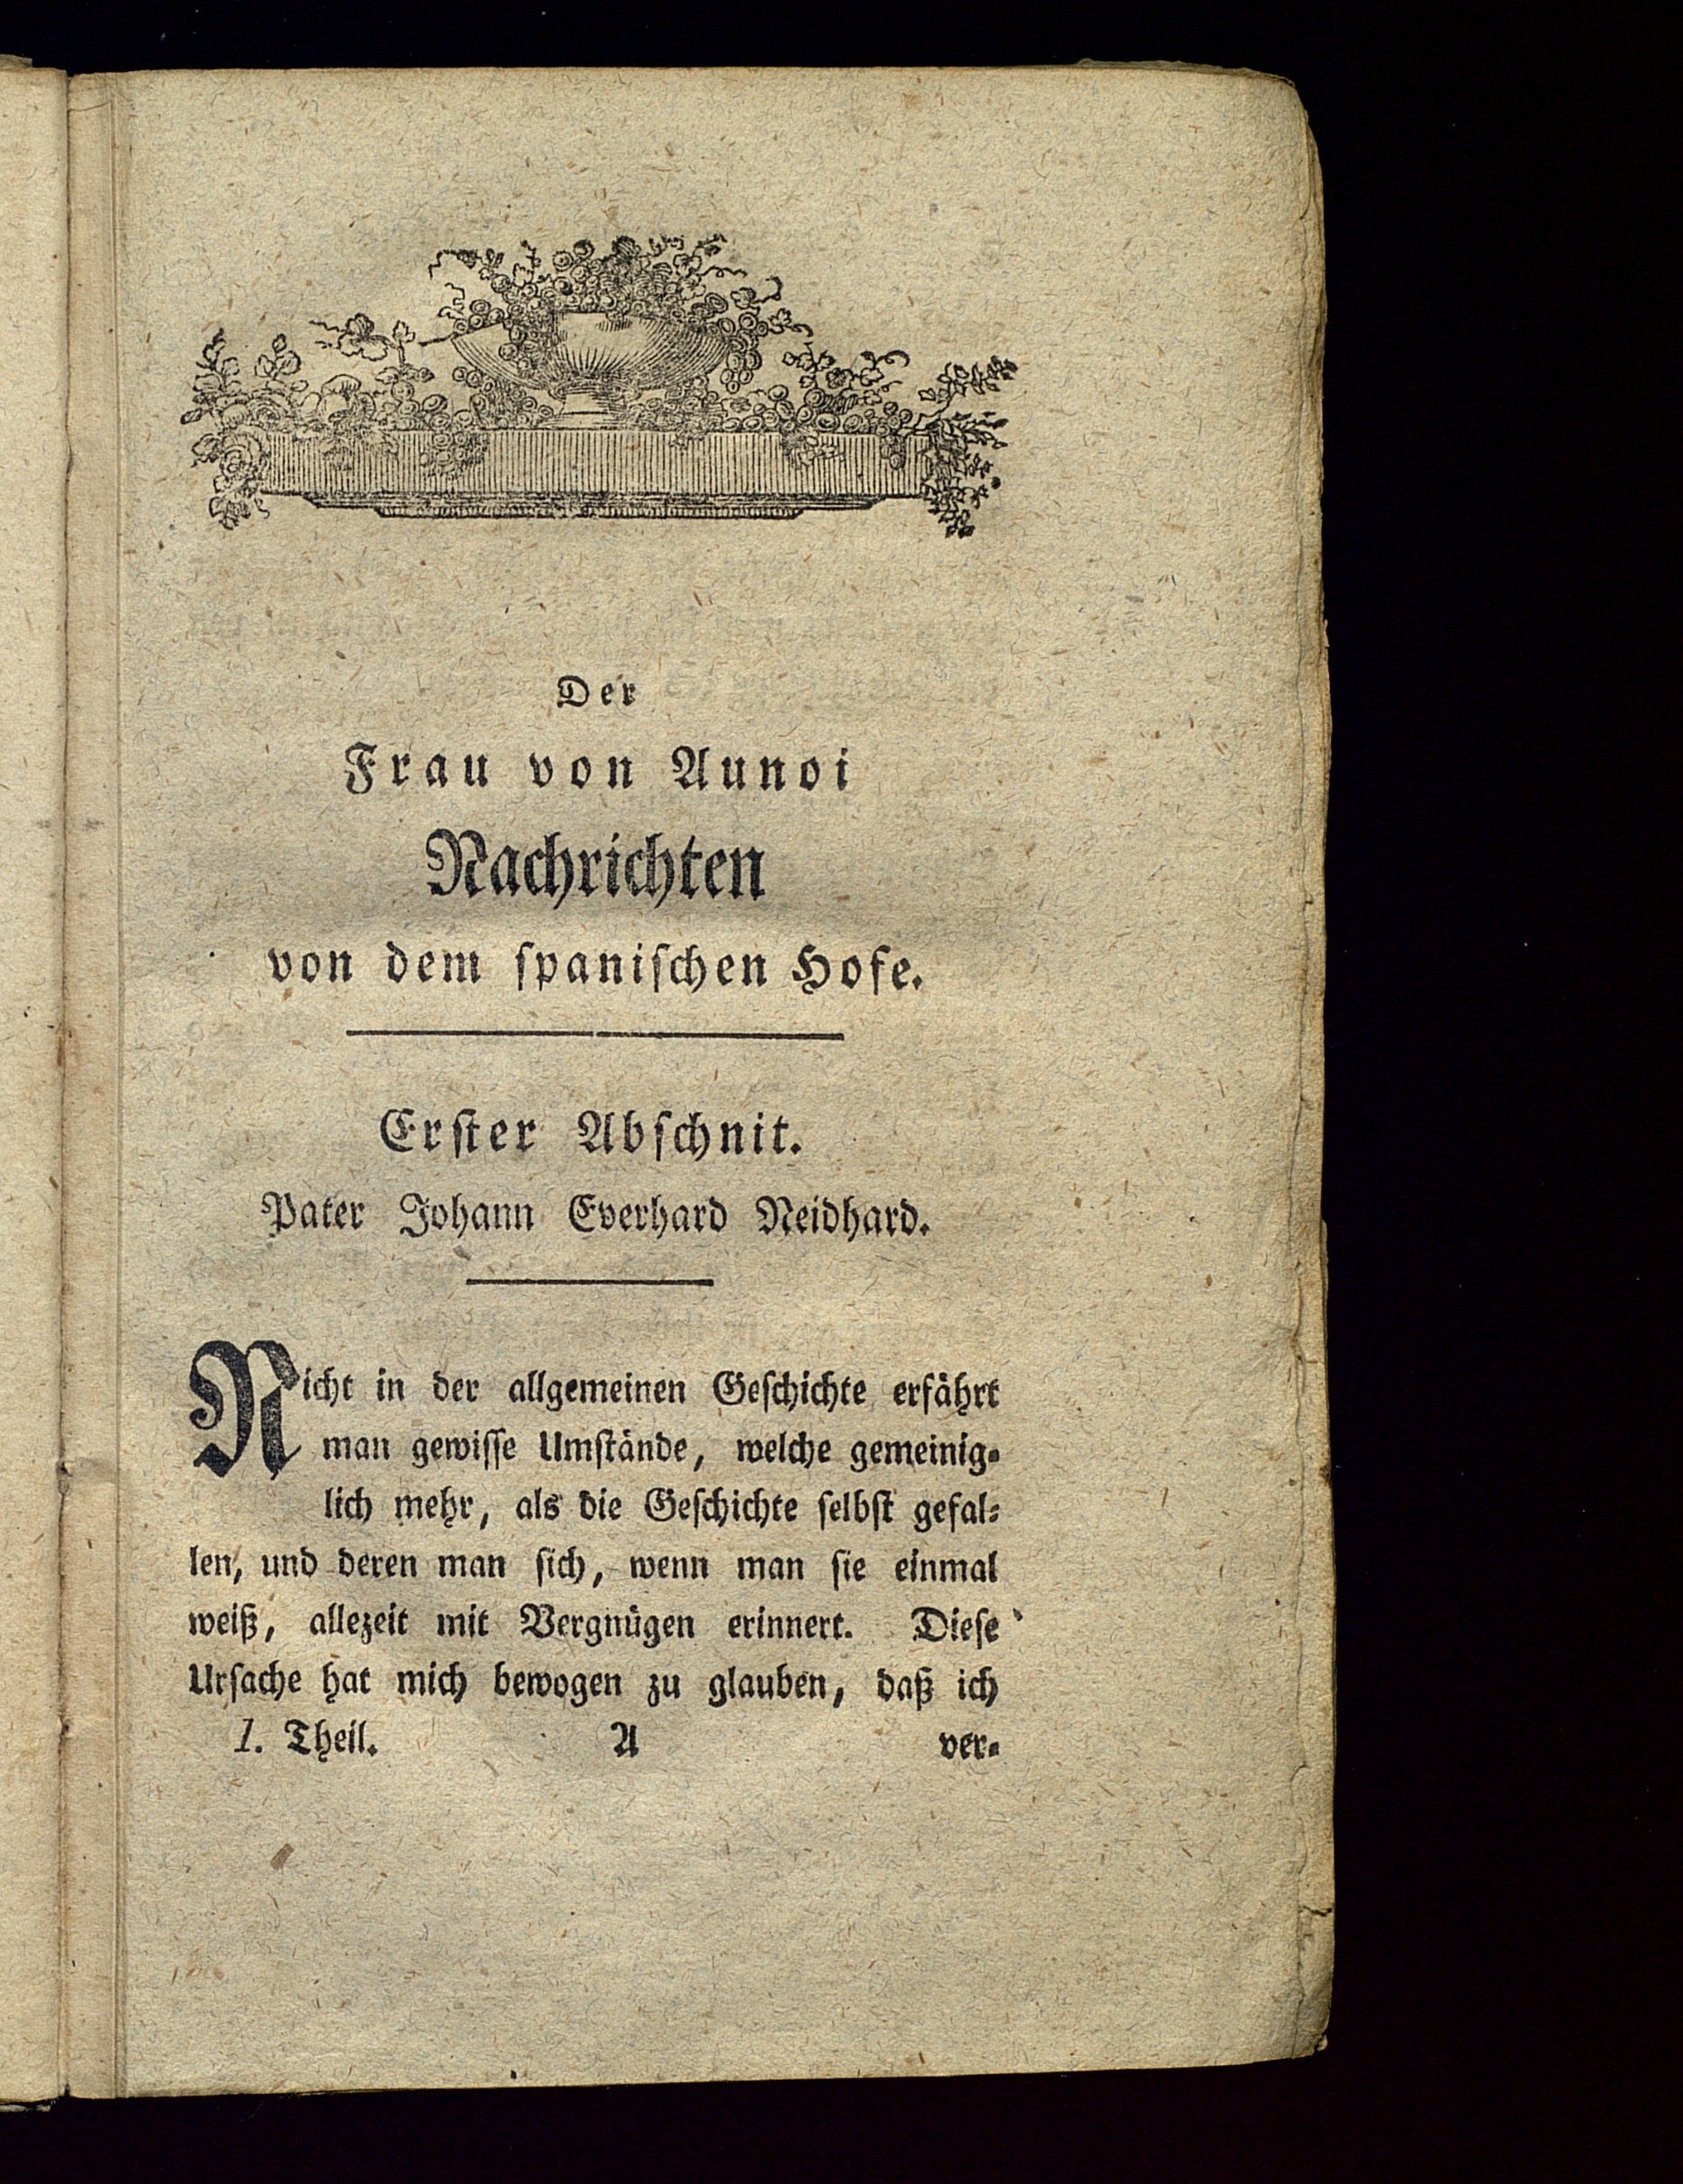 Der
Frau von Aunoi
Nachrichten
von dem ſpaniſchen Hofe.
Erſter Abſchnit.
Pater Johann Everhard Neidhard.
Nicht in der allgemeinen Geſchichte erfährt
man gewiſſe Umſtände, welche gemeinig-
lich mehr, als die Geſchichte ſelbſt gefal-
len, und deren man ſich, wenn man ſie einmal
weiß, allezeit mit Vergnügen erinnert. Dieſe
Urſache hat mich bewogen zu glauben, daß ich
1. Theil. A ver-